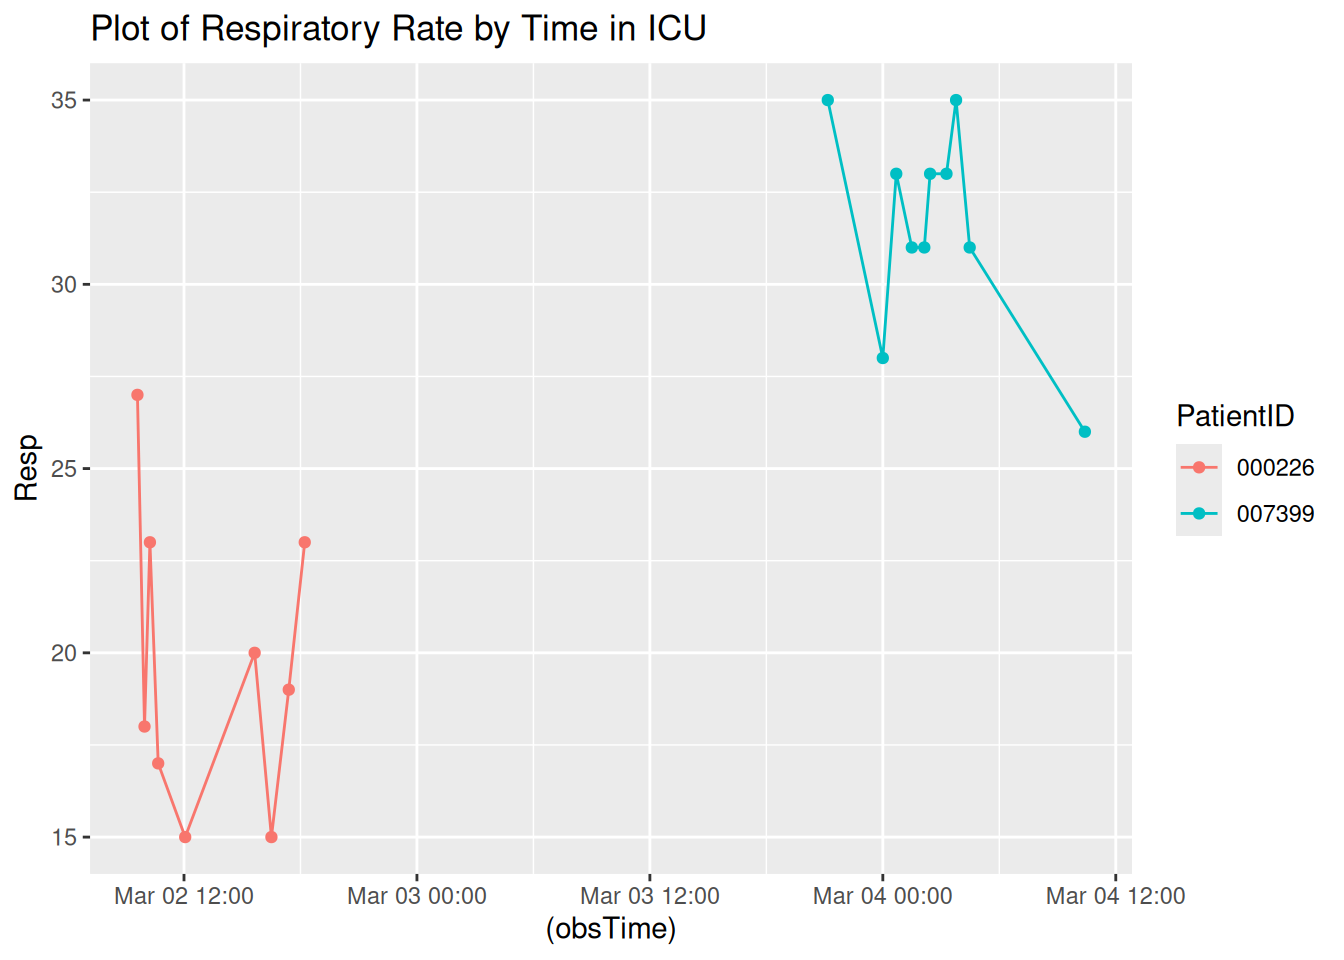 Plot of Respiratory Rate by Time in ICU
35
30
25
20
15
Resp
Mar 02 12:00
Mar 03 00:00
Mar 03 12:00
Mar 04 00:00
Mar 04 12:00
(obsTime)
PatientID
000226
007399